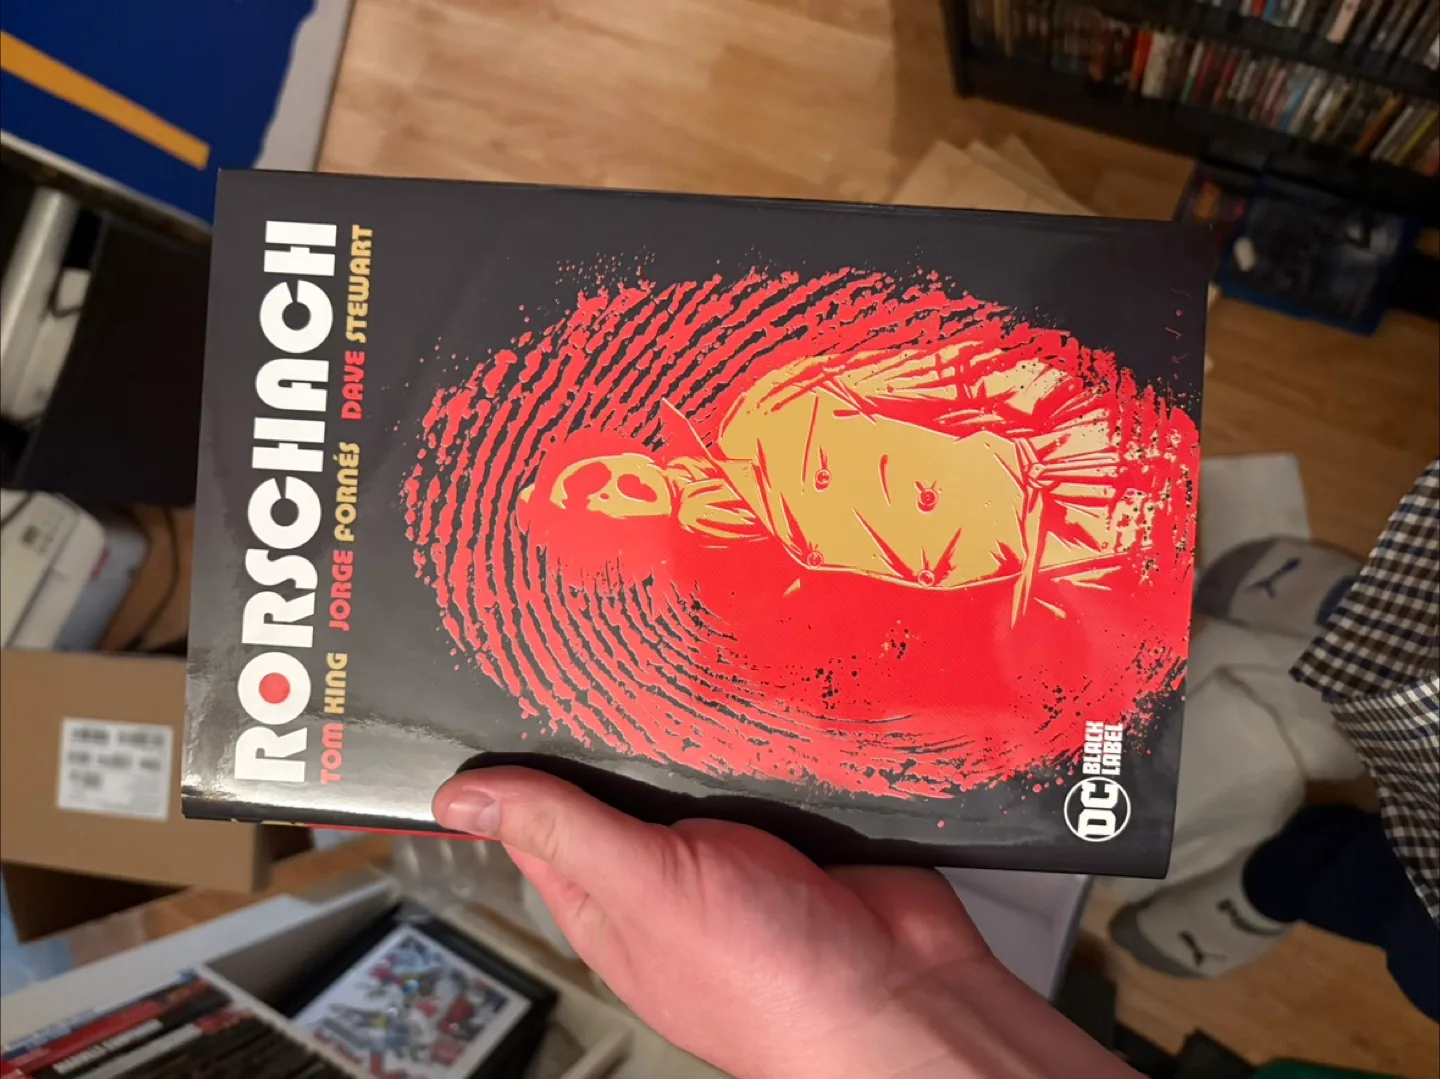 RORSCHACH
TOM KING JORGE FORNÉS DAVE STEWART
DC
BLACK
LABEL